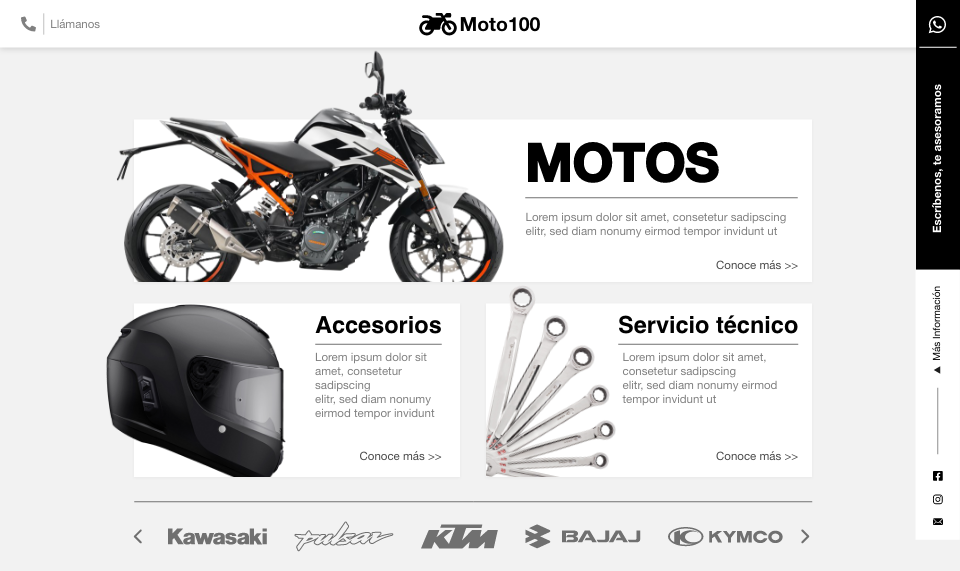 Llámanos
Moto100
MOTOS
Lorem ipsum dolor sit amet, consetetur sadipscing
elitr, sed diam nonumy eirmod tempor invidunt ut
Conoce más >>
Accesorios
Lorem ipsum dolor sit
amet, consetetur
sadipscing
elitr, sed diam nonumy
eirmod tempor invidunt
Conoce más >>
Servicio técnico
Lorem ipsum dolor sit amet,
consetetur sadipscing
elitr, sed diam nonumy eirmod
tempor invidunt ut
Conoce más >>
Kawasaki
pulsar
KTM
BAJAJ
KYMCO
Escríbenos, te asesoramos
Más Información